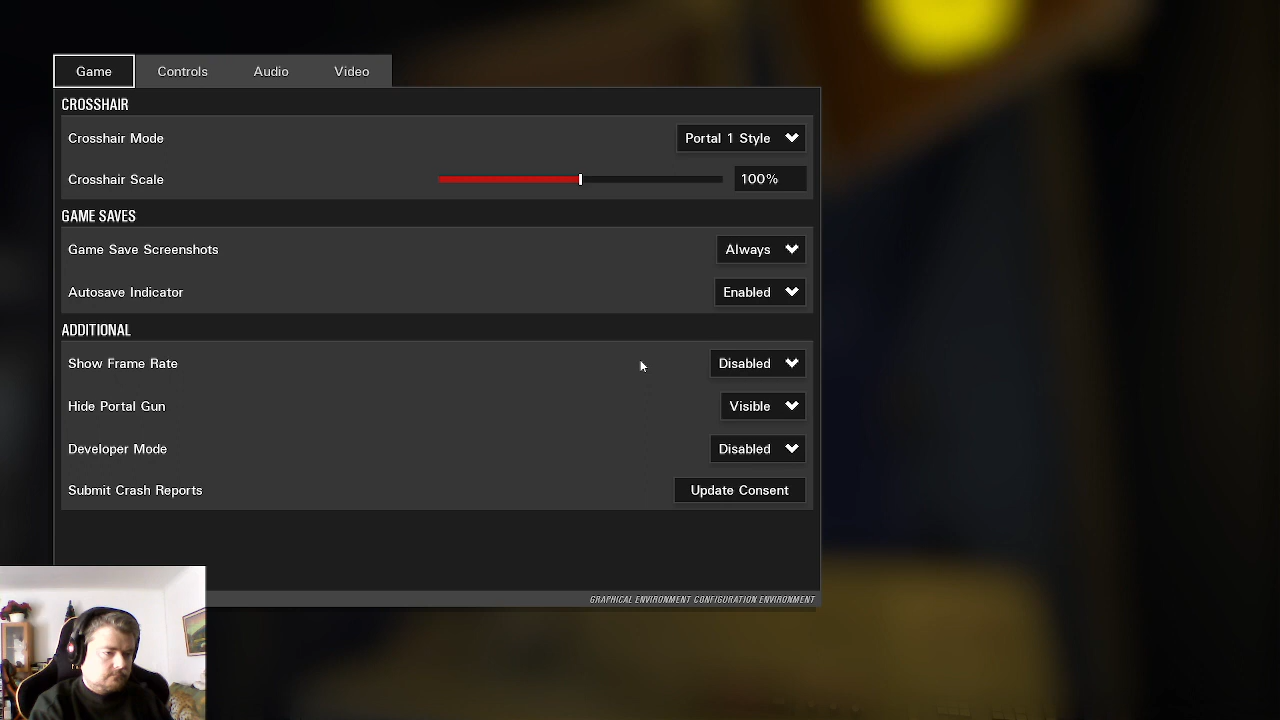 Game Controls Audio Video
CROSSHAIR
Crosshair Mode Portal 1 Style
Crosshair Scale 100%
GAME SAVES
Game Save Screenshots Always
Autosave Indicator Enabled
ADDITIONAL
Show Frame Rate Disabled
Hide Portal Gun Visible
Developer Mode Disabled
Submit Crash Reports Update Consent
GRAPHICAL ENVIRONMENT CONFIGURATION ENVIRONMENT